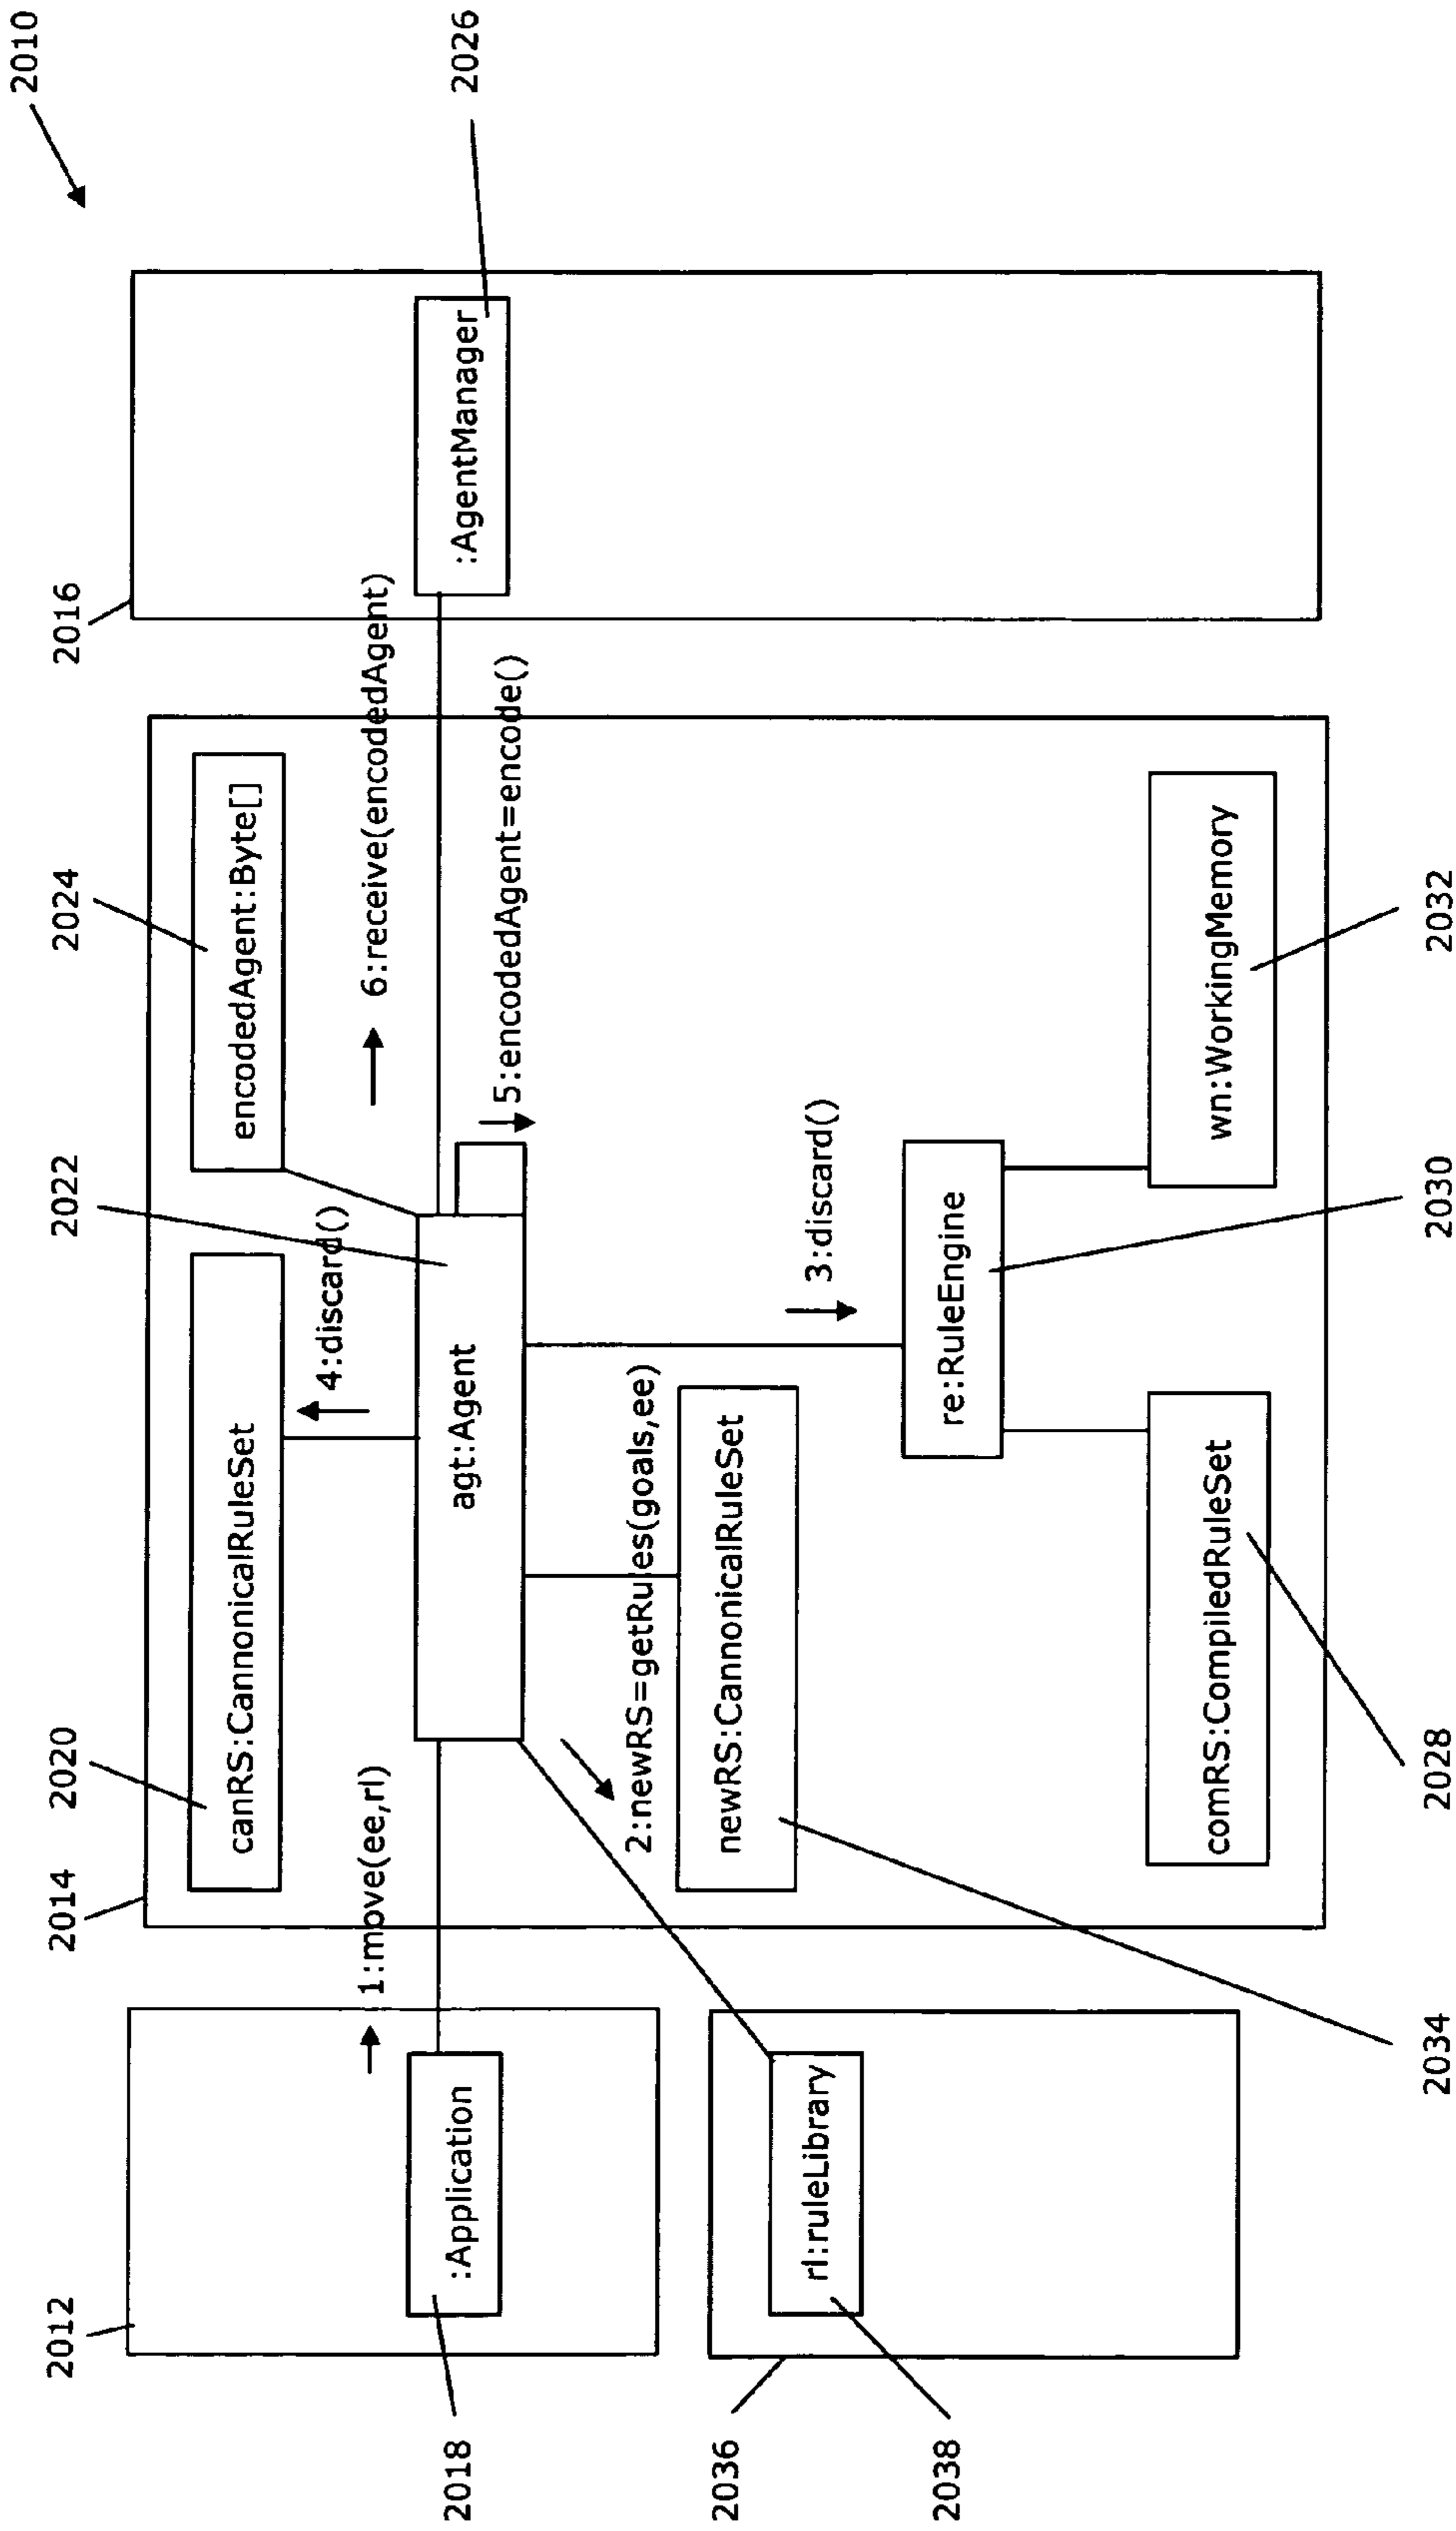 2010
2016
2026
:AgentManager
6:receive(encodedAgent)
5:encodedAgent=encode()
2024
encodedAgent:Byte[]
2022
4:discard()
agt:Agent
3:discard()
re:RuleEngine
2030
wn:WorkingMemory
2032
2014
2020
canRS:CannonicalRuleSet
1:move(ee,rl)
2:newRS=getRules(goals,ee)
newRS:CannonicalRuleSet
2034
comRS:CompiledRuleSet
2028
2012
:Application
2018
2036
rl:ruleLibrary
2038